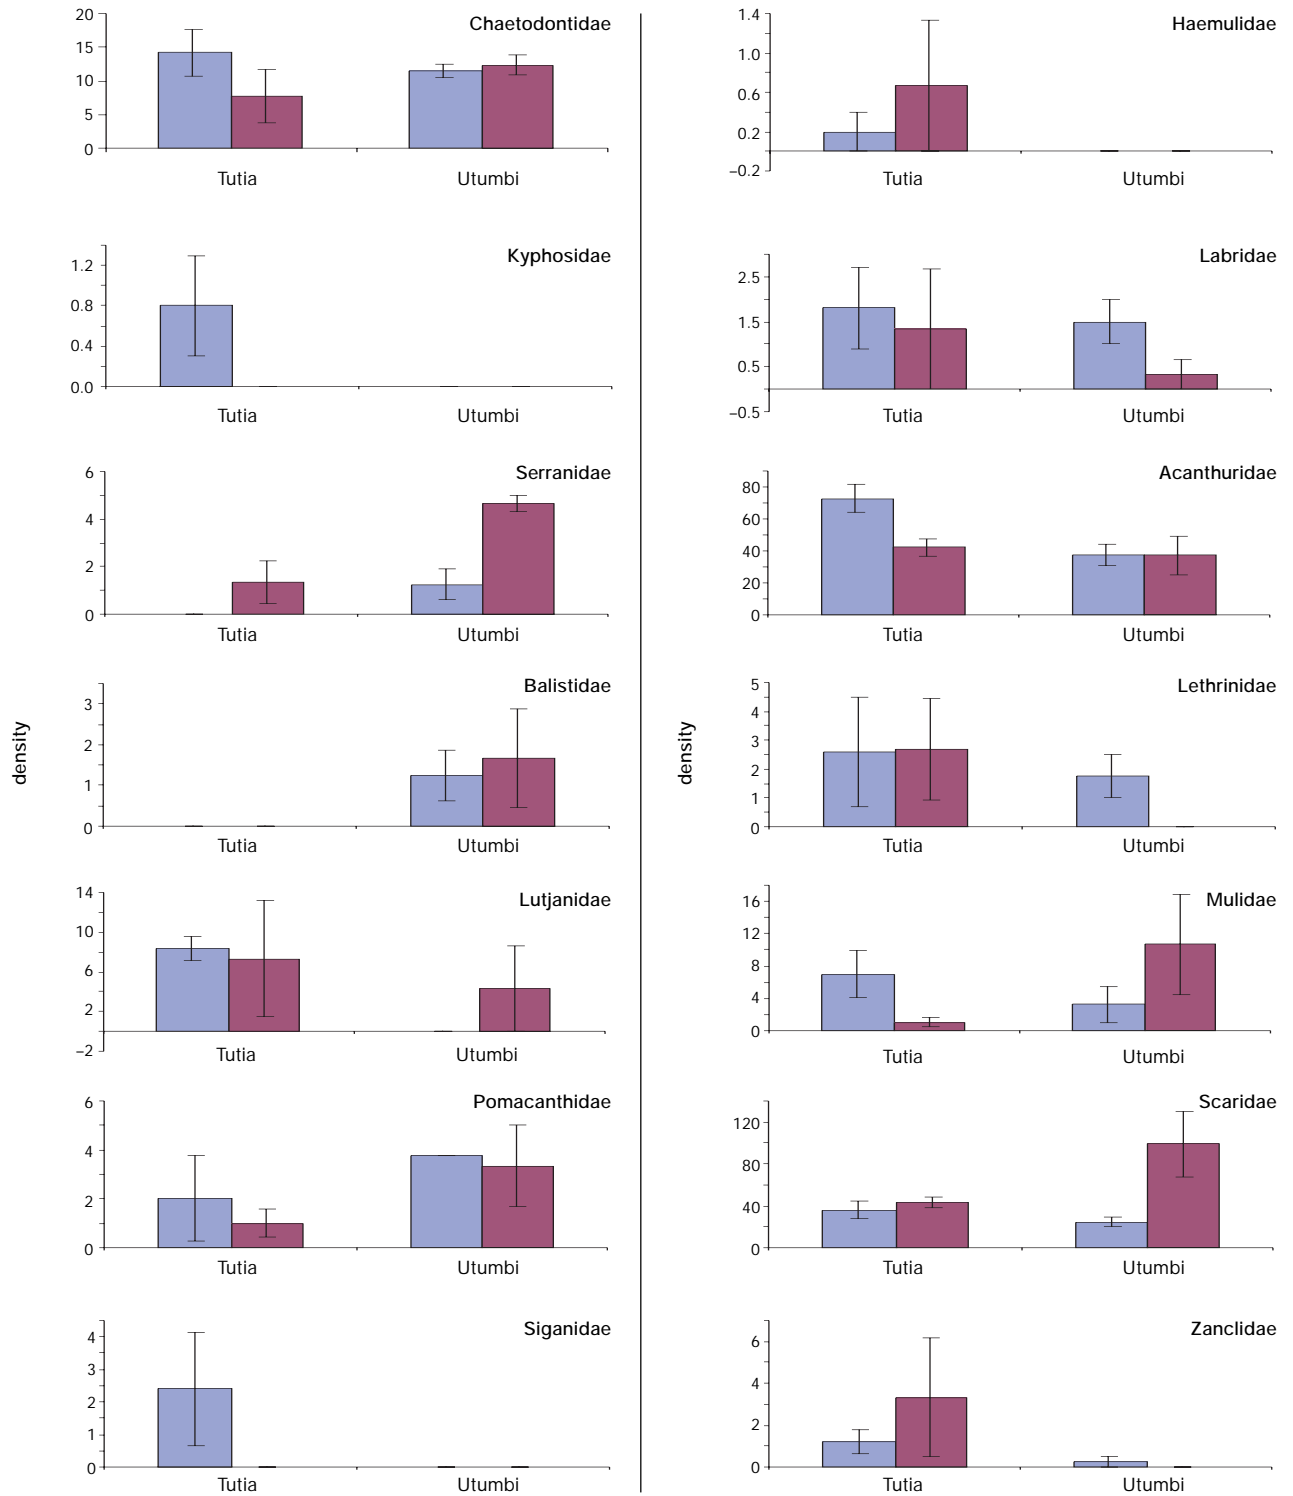 Chaetodontidae
20
15
10
5
0
Tutia Utumbi
Kyphosidae
1.2
0.8
0.4
0.0
Tutia Utumbi
Serranidae
6
4
2
0
Tutia Utumbi
Balistidae
3
2
1
0
Tutia Utumbi
density
Lutjanidae
14
10
6
2
−2
Tutia Utumbi
Pomacanthidae
6
4
2
0
Tutia Utumbi
Siganidae
4
3
2
1
0
Tutia Utumbi
Haemulidae
1.4
1.0
0.6
0.2
−0.2
Tutia Utumbi
Labridae
2.5
1.5
0.5
−0.5
Tutia Utumbi
Acanthuridae
80
60
40
20
0
Tutia Utumbi
Lethrinidae
5
4
3
2
1
0
Tutia Utumbi
density
Mulidae
16
12
8
4
0
Tutia Utumbi
Scaridae
120
80
40
0
Tutia Utumbi
Zanclidae
6
4
2
0
Tutia Utumbi